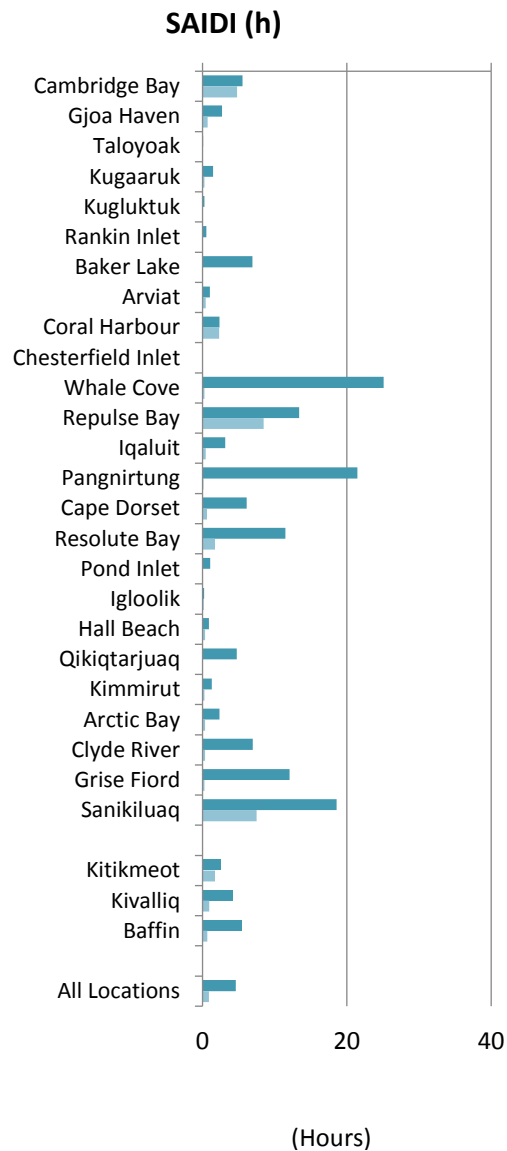 SAIDI (h)
Cambridge Bay
Gjoa Haven
Taloyoak
Kugaaruk
Kugluktuk
Rankin Inlet
Baker Lake
Arviat
Coral Harbour
Chesterfield Inlet
Whale Cove
Repulse Bay
Iqaluit
Pangnirtung
Cape Dorset
Resolute Bay
Pond Inlet
Igloolik
Hall Beach
Qikiqtarjuaq
Kimmirut
Arctic Bay
Clyde River
Grise Fiord
Sanikiluaq
Kitikmeot
Kivalliq
Baffin
All Locations
0 20 40
(Hours)